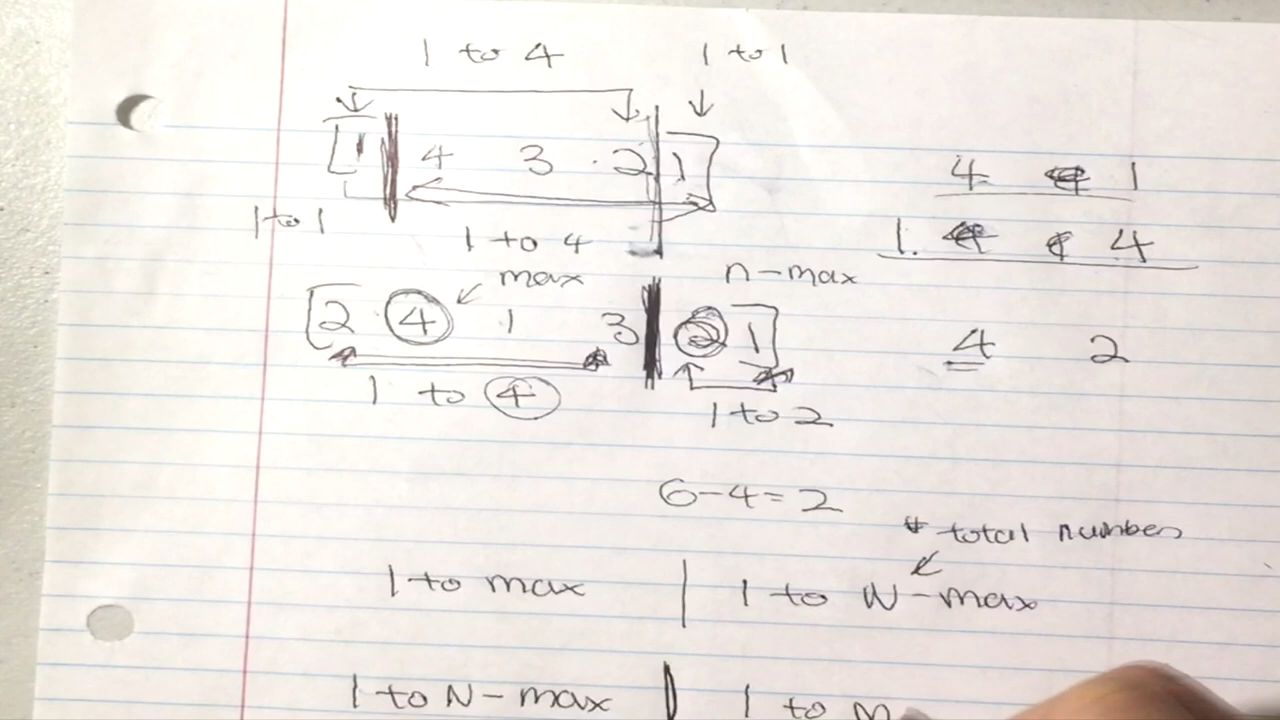 1 to 4 1 to 1
1 4 3 2 1 4 1
1 to 1 1 to 4 1. 4
max n-max
2 4 1 3 2 1 4 2
1 to 4 1 to 2
6-4=2
# total numbers
1 to max | 1 to N-max
1 to N-max | 1 to